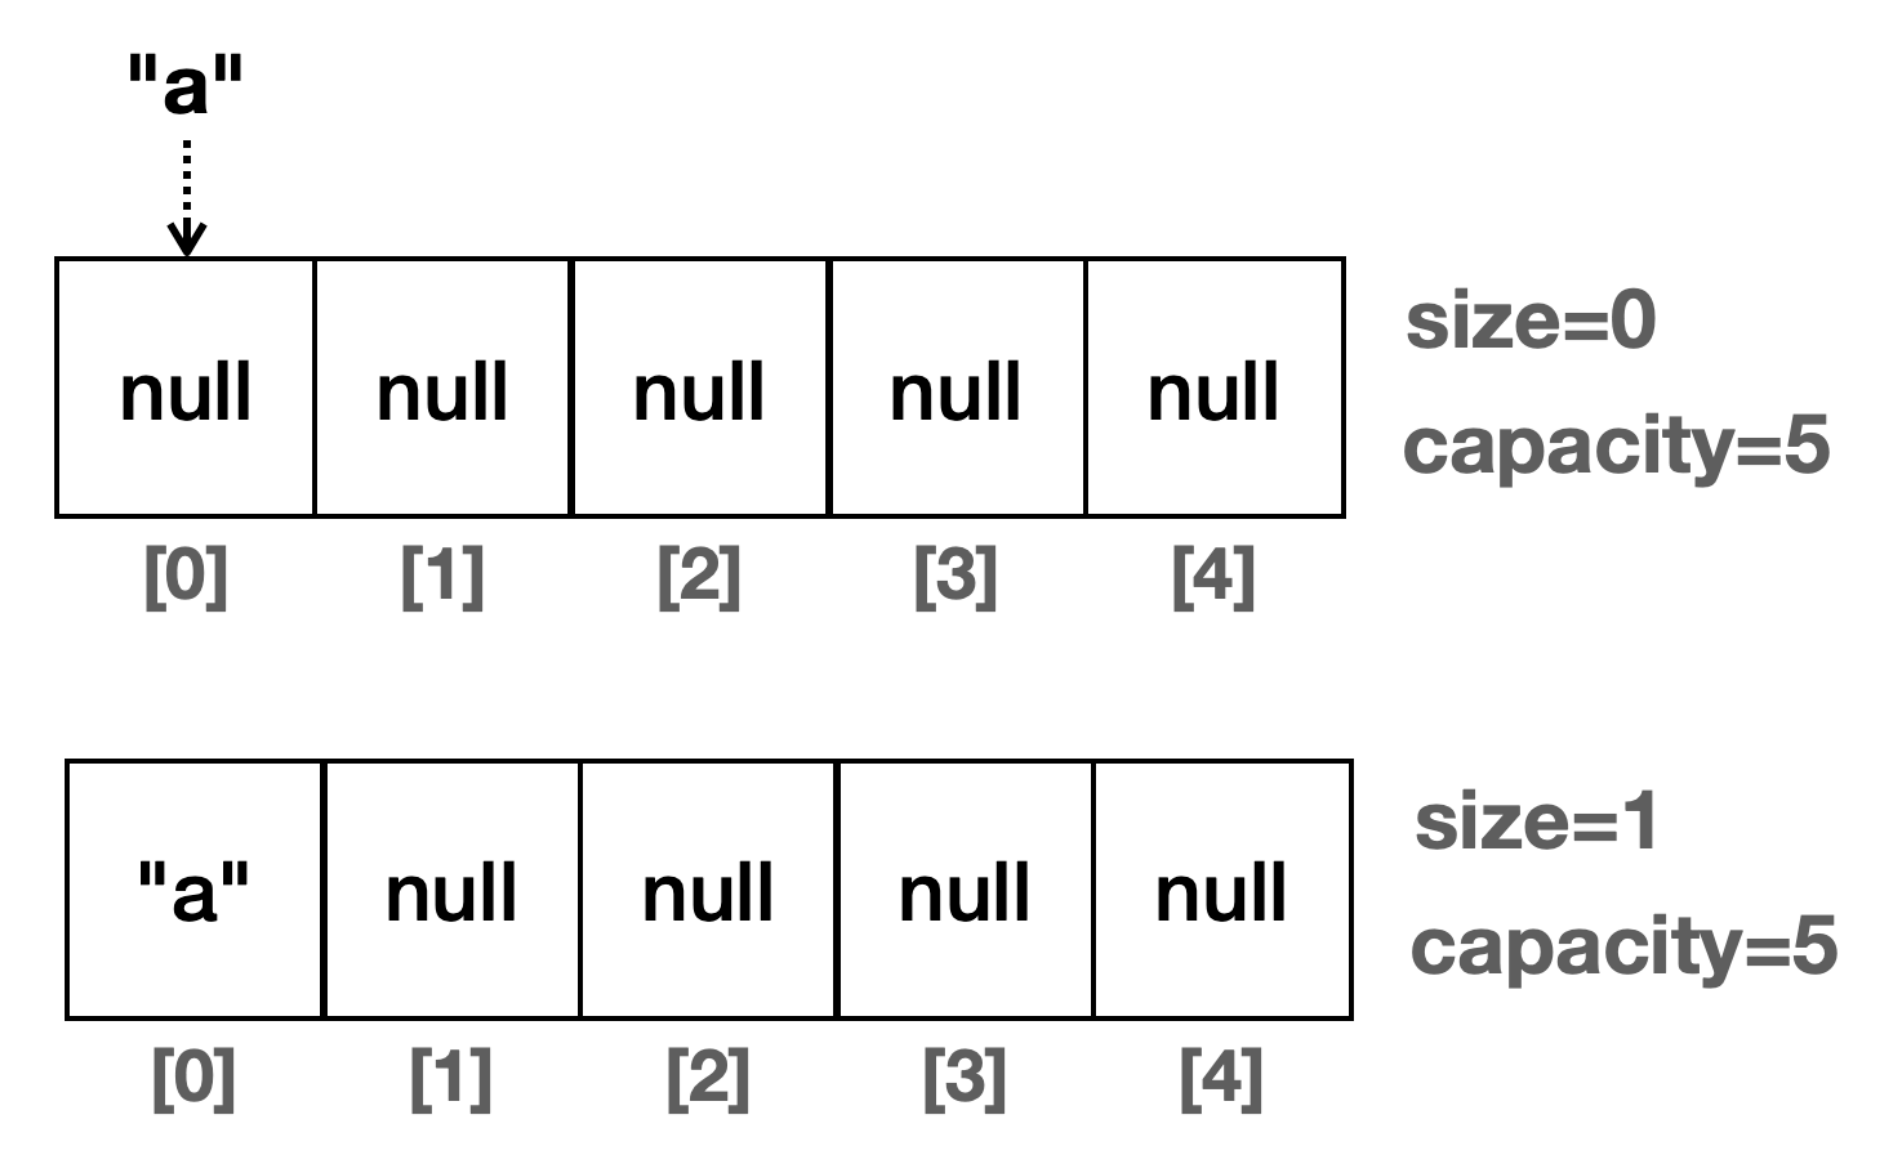 "a"
null null null null null
size=0
capacity=5
[0] [1] [2] [3] [4]
"a" null null null null
size=1
capacity=5
[0] [1] [2] [3] [4]